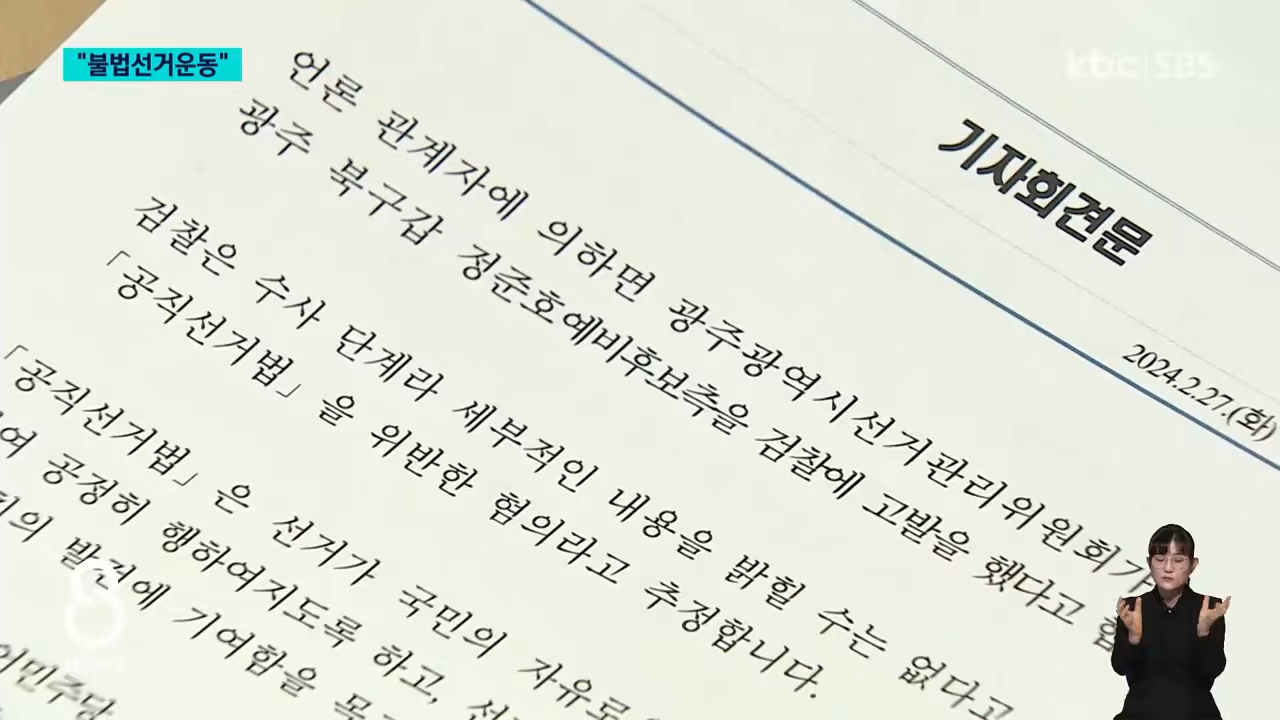 "불법선거운동"
kbc SBS
기자회견문
2024.2.27.(화)
언론 관계자에 의하면 광주광역시선거관리위원회가
광주 북구갑 정준호예비후보측을 검찰에 고발을 했다고 합
검찰은 수사 단계라 세부적인 내용을 밝힐 수는 없다고
「공직선거법」을 위반한 혐의라고 추정합니다.
「공직선거법」은 선거가 국민의 자유로
공정히 행하여지도록 하고, 선
발전에 기여함을 목
8